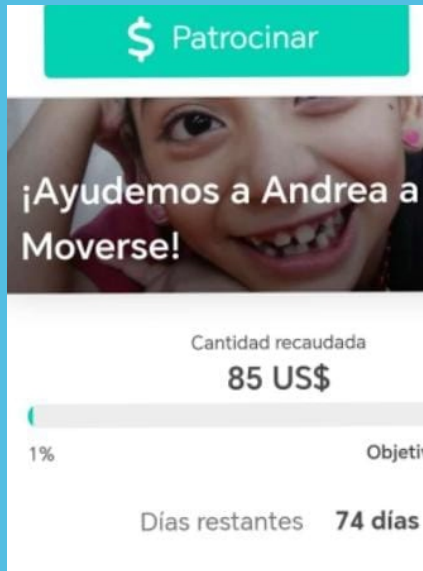 $ Patrocinar
¡Ayudemos a Andrea a
Moverse!
Cantidad recaudada
85 US$
1%
Días restantes 74 días